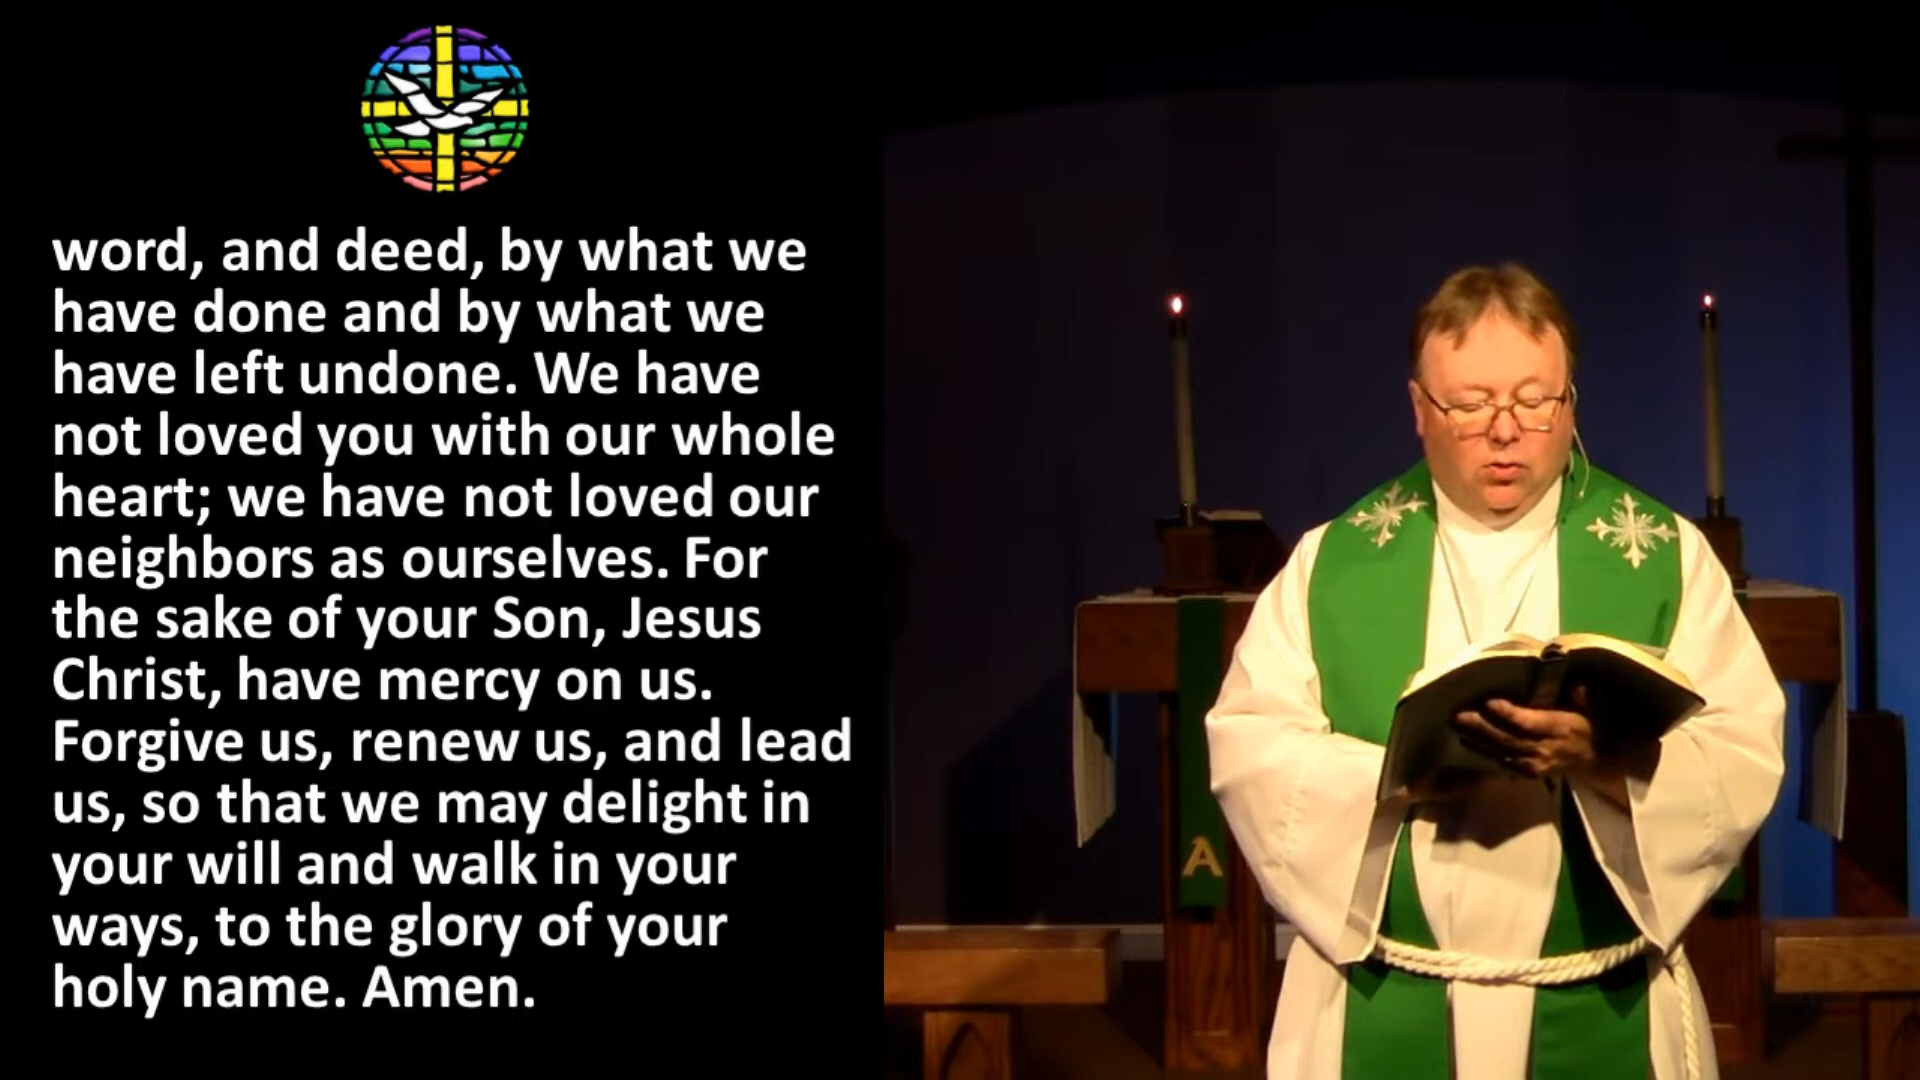 word, and deed, by what we
have done and by what we
have left undone. We have
not loved you with our whole
heart; we have not loved our
neighbors as ourselves. For
the sake of your Son, Jesus
Christ, have mercy on us.
Forgive us, renew us, and lead
us, so that we may delight in
your will and walk in your
ways, to the glory of your
holy name. Amen.
A